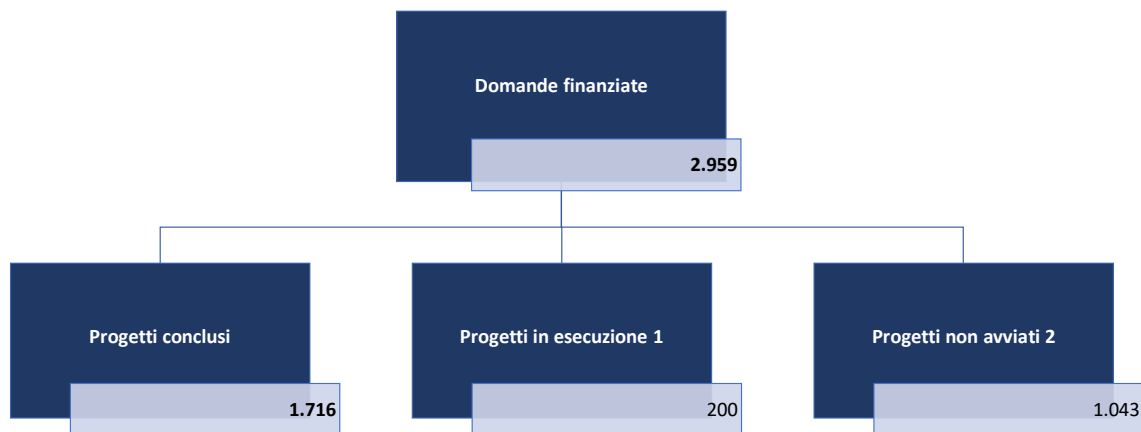 Domande finanziate
2.959
Progetti conclusi
1.716
Progetti in esecuzione 1
200
Progetti non avviati 2
1.043